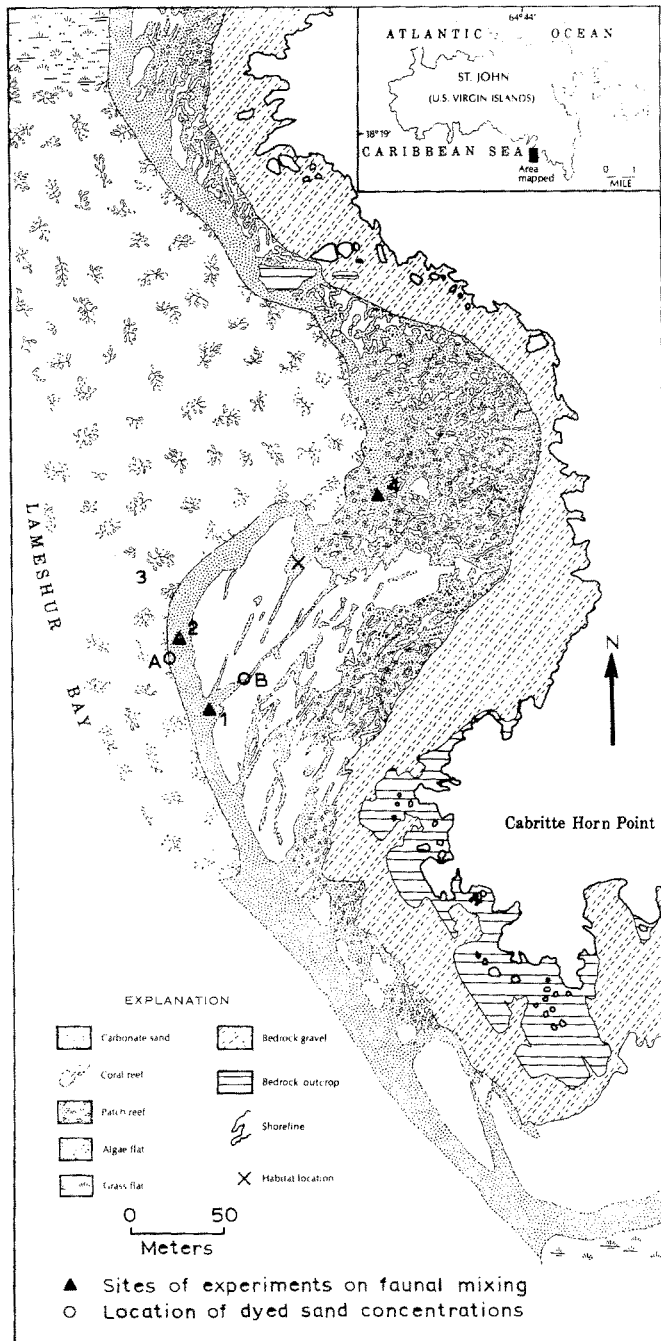 64°44'
ATLANTIC OCEAN
ST. JOHN
(U.S. VIRGIN ISLANDS)
18°19'
CARIBBEAN SEA
Area
mapped
0 1
MILE
4
LAMESHUR
BAY
3
2
A
B
1
N
Cabritte Horn Point
EXPLANATION
Carbonate sand
Coral reef
Patch reef
Algae flat
Grass flat
Bedrock gravel
Bedrock outcrop
Shoreline
Habitat location
0 50
Meters
Sites of experiments on faunal mixing
Location of dyed sand concentrations